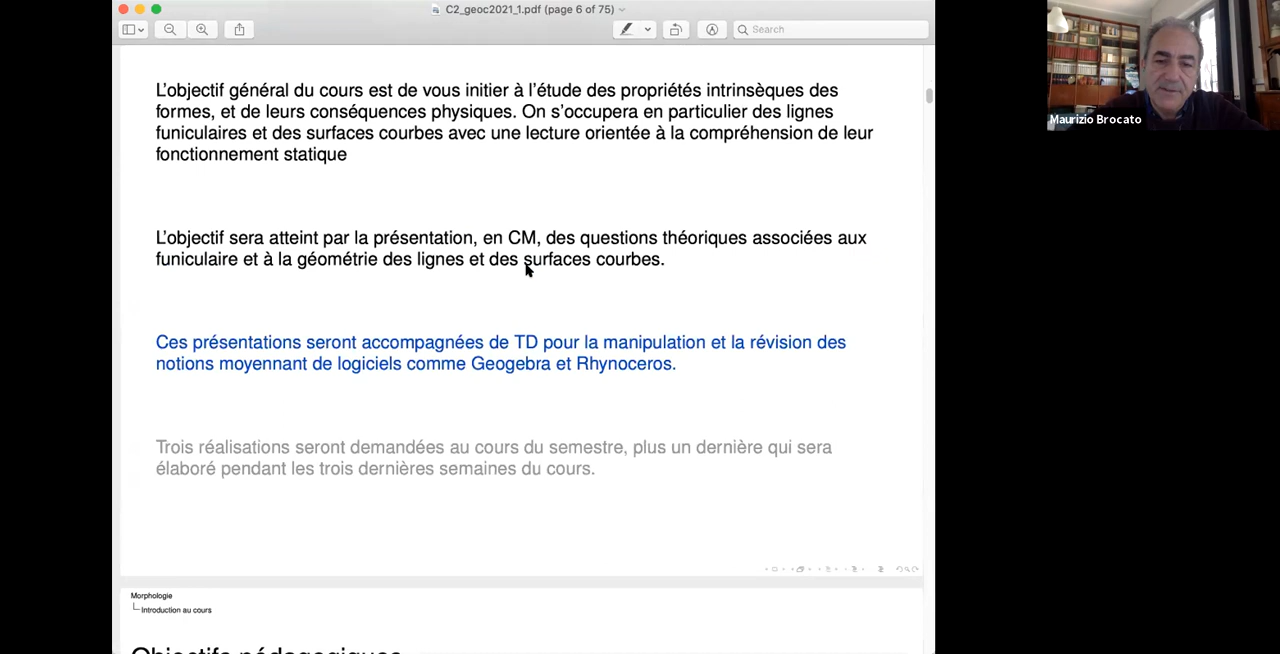 C2_geoc2021_1.pdf (page 6 of 75)
Search
L'objectif général du cours est de vous initier à l'étude des propriétés intrinsèques des
formes, et de leurs conséquences physiques. On s'occupera en particulier des lignes
funiculaires et des surfaces courbes avec une lecture orientée à la compréhension de leur
fonctionnement statique
L'objectif sera atteint par la présentation, en CM, des questions théoriques associées aux
funiculaire et à la géométrie des lignes et des surfaces courbes.
Ces présentations seront accompagnées de TD pour la manipulation et la révision des
notions moyennant de logiciels comme Geogebra et Rhynoceros.
Trois réalisations seront demandées au cours du semestre, plus un dernière qui sera
élaboré pendant les trois dernières semaines du cours.
Morphologie
Introduction au cours
Objectifs pédagogiques
Maurizio Brocato